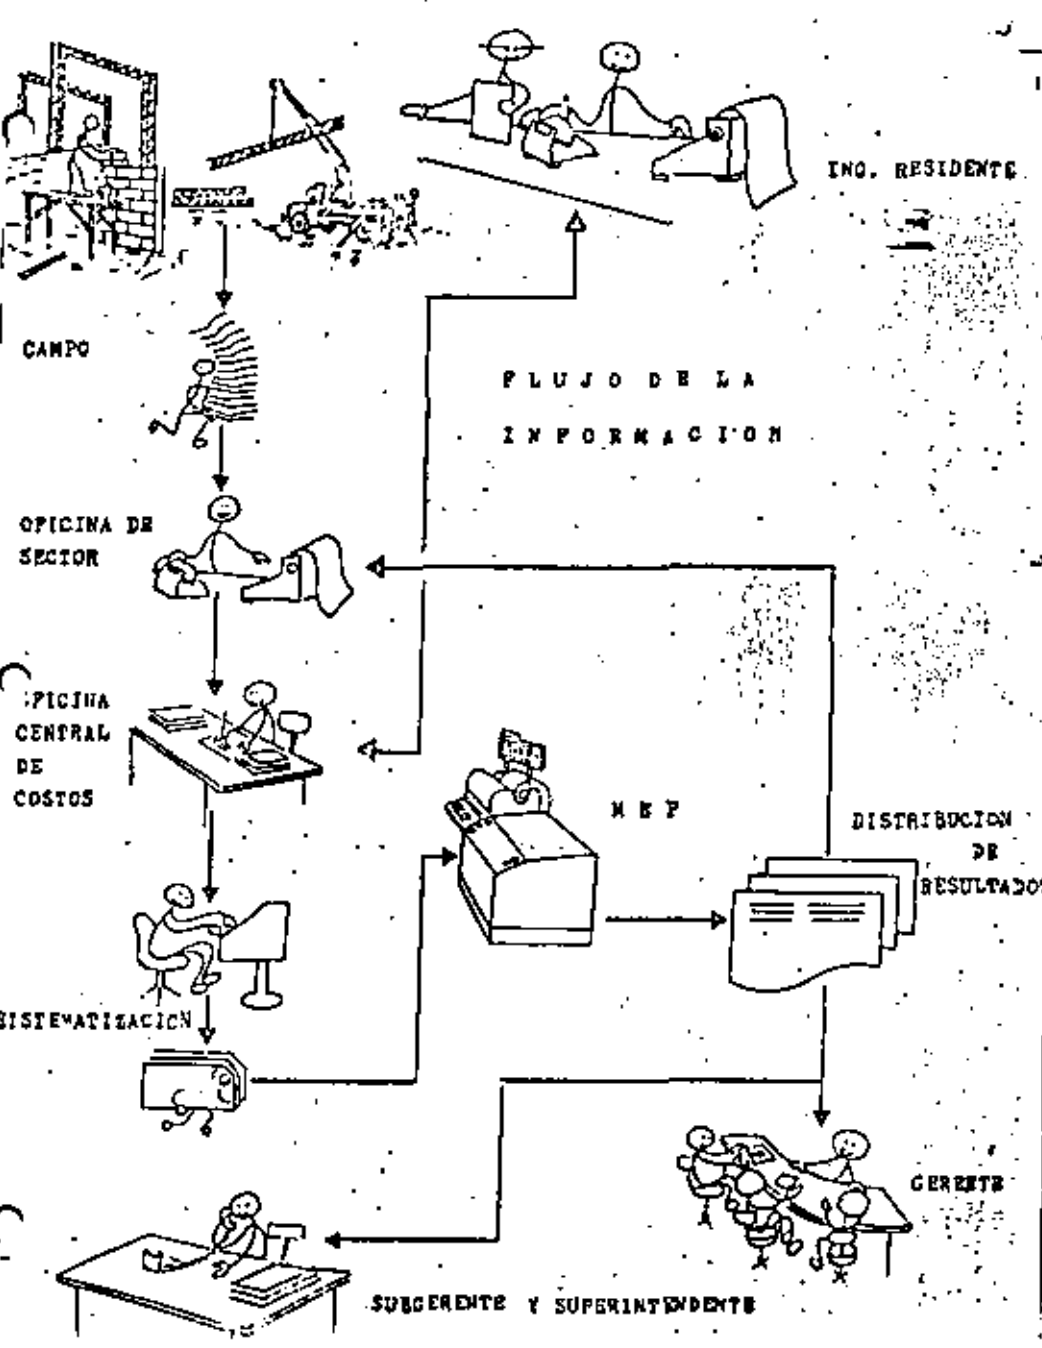 ING. RESIDENTE
CAMPO
FLUJO DE LA
INFORMACION
OFICINA DE
SECTOR
OFICINA
CENTRAL
DE
COSTOS
DISTRIBUCION
DE
RESULTADOS
SISTEMATIZACION
GERENTE
SUBGERENTE Y SUPERINTENDENTE